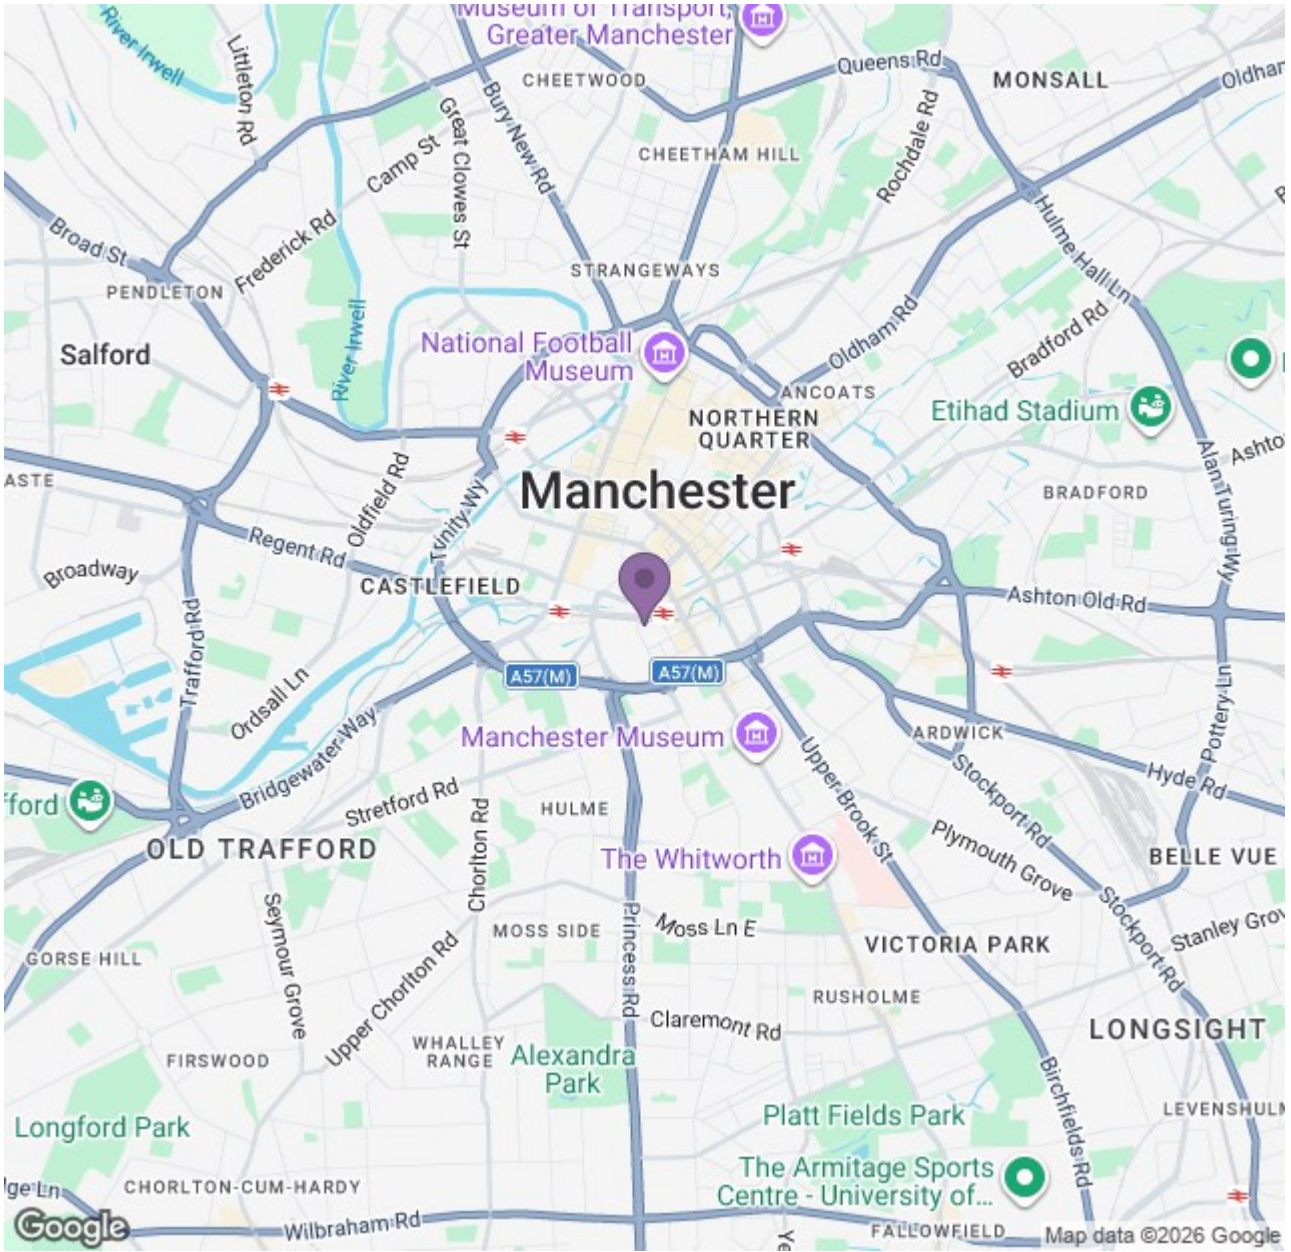 Museum of Transport,
Greater Manchester
River Irwell
Littleton Rd
CHEETWOOD
Queens Rd
MONSALL
Bury New Rd
Great Clowes St
Camp St
CHEETHAM HILL
Rochdale Rd
Broad St
Frederick Rd
Hulme Hall Ln
PENDLETON
STRANGEWAYS
River Irwell
Salford
National Football
Museum
Oldham Rd
Bradford Rd
ANCOATS
NORTHERN
QUARTER
Etihad Stadium
Alan Turing Wy
Oldfield Rd
Manchester
BRADFORD
Trinity Wy
Regent Rd
Broadway
CASTLEFIELD
Ashton Old Rd
Trafford Rd
Ordsall Ln
A57(M)
A57(M)
Pottery Ln
Bridgewater Way
Manchester Museum
ARDWICK
Upper Brook St
Stockport Rd
Hyde Rd
fford
Stretford Rd
HULME
Chorlton Rd
OLD TRAFFORD
The Whitworth
Plymouth Grove
BELLE VUE
Seymour Grove
Princess Rd
Moss Ln E
Stockport Rd
MOSS SIDE
VICTORIA PARK
GORSE HILL
Upper Chorlton Rd
RUSHOLME
Claremont Rd
LONGSIGHT
FIRSWOOD
WHALLEY
RANGE
Alexandra
Park
Birchfields Rd
Longford Park
Platt Fields Park
The Armitage Sports
Centre - University of...
CHORLTON-CUM-HARDY
Wilbraham Rd
FALLOWFIELD
Google
Map data ©2026 Google